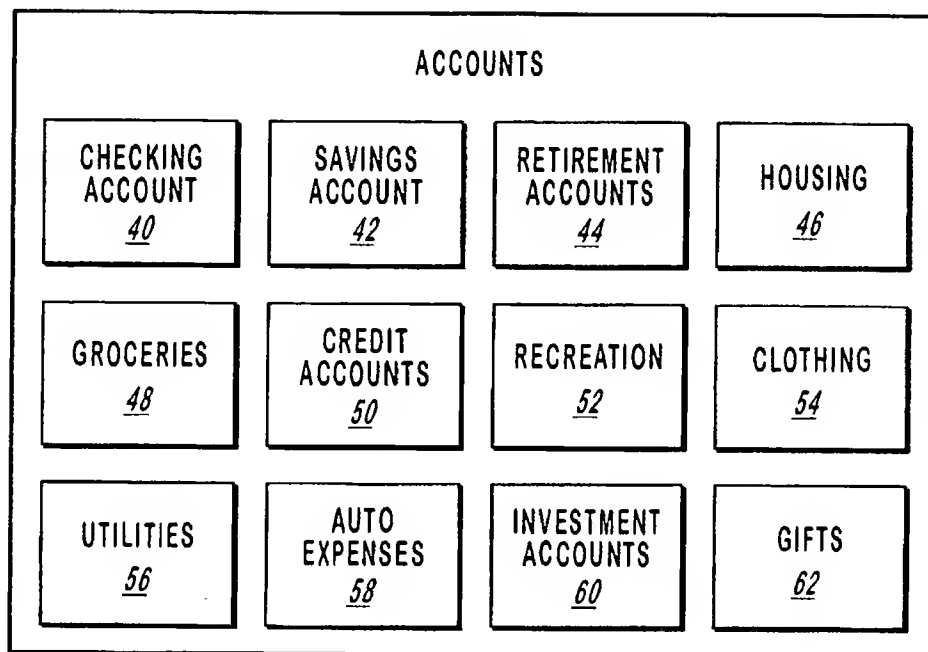 ACCOUNTS
CHECKING
ACCOUNT
40
SAVINGS
ACCOUNT
42
RETIREMENT
ACCOUNTS
44
HOUSING
46
GROCERIES
48
CREDIT
ACCOUNTS
50
RECREATION
52
CLOTHING
54
UTILITIES
56
AUTO
EXPENSES
58
INVESTMENT
ACCOUNTS
60
GIFTS
62